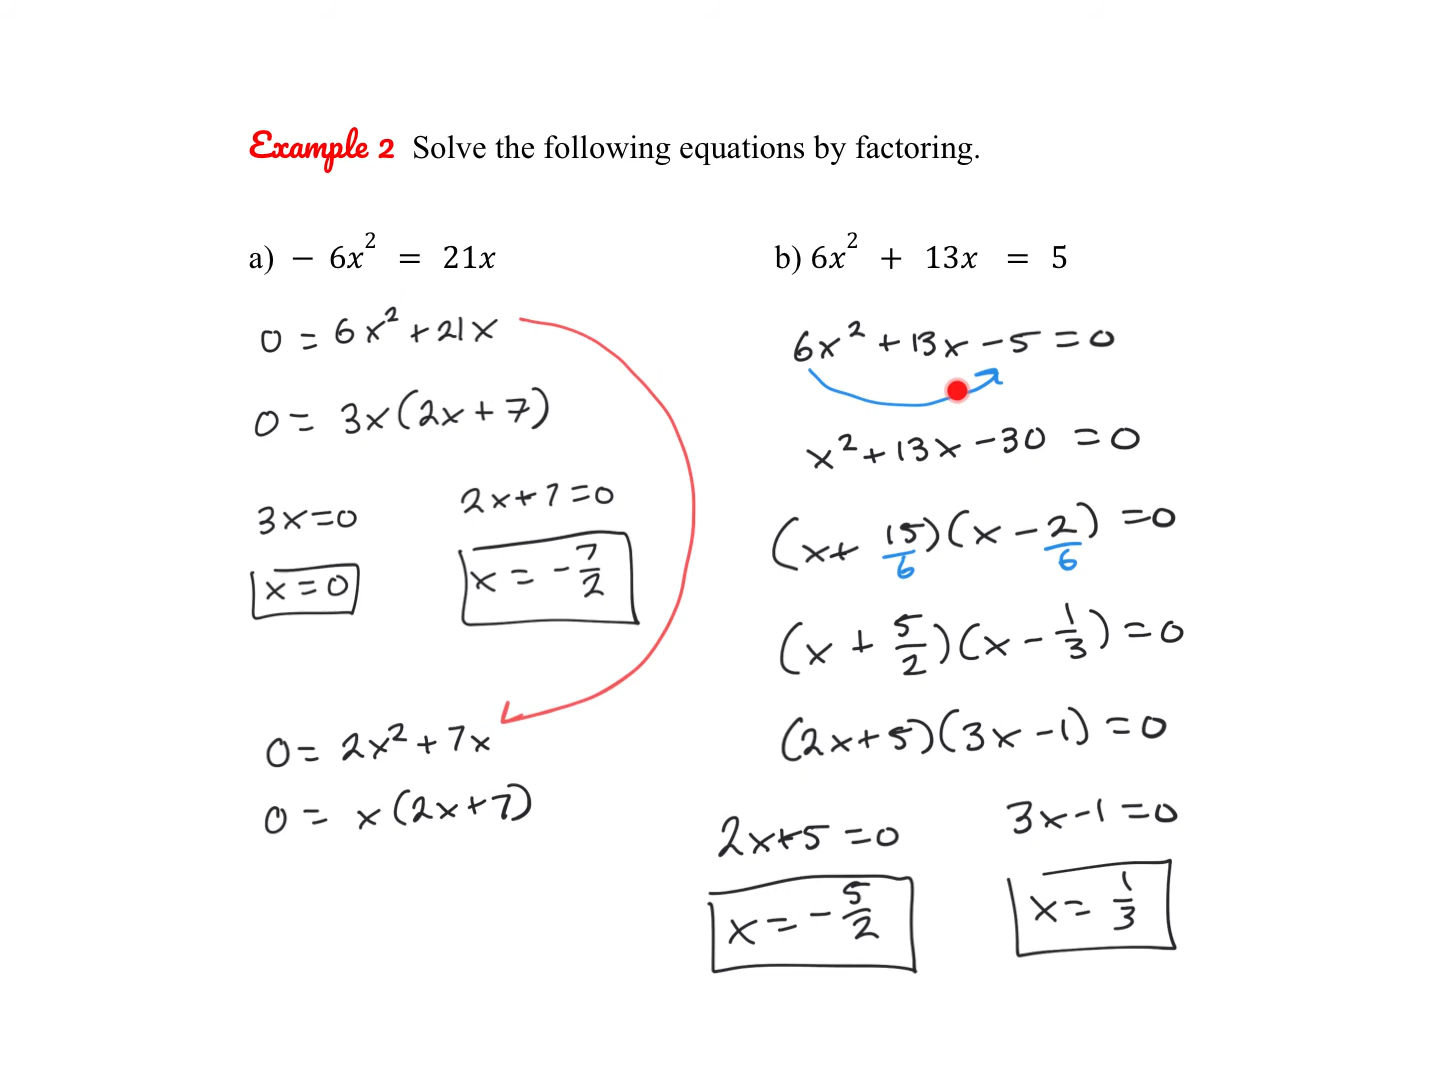 Example 2 Solve the following equations by factoring.
a) − 6x² = 21x
0 = 6x² + 21x
0 = 3x(2x + 7)
3x = 0
x = 0
2x + 7 = 0
x = -7/2
0 = 2x² + 7x
0 = x(2x + 7)
b) 6x² + 13x = 5
6x² + 13x - 5 = 0
x² + 13x - 30 = 0
(x + 15/6)(x - 2/6) = 0
(x + 5/2)(x - 1/3) = 0
(2x + 5)(3x - 1) = 0
2x + 5 = 0
x = -5/2
3x - 1 = 0
x = 1/3